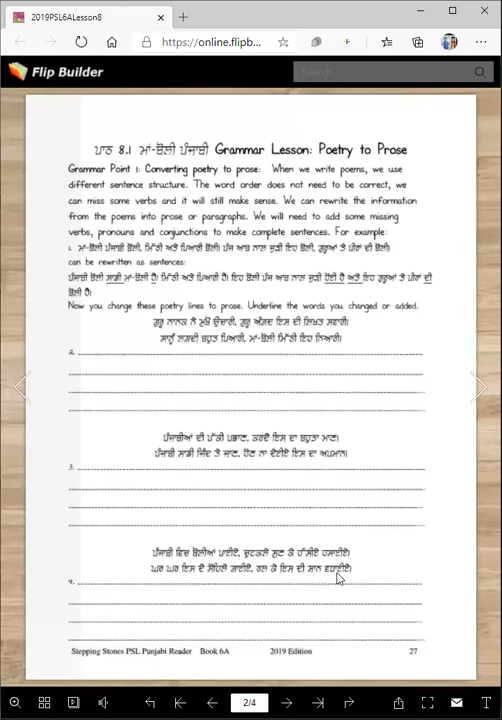 2019PSL6ALesson8
https://online.flipb...
Flip Builder
Search
ਪਾਠ 8.1 ਮਾਂ-ਬੋਲੀ ਪੰਜਾਬੀ Grammar Lesson: Poetry to Prose
Grammar Point 1: Converting poetry to prose: When we write poems, we use
different sentence structure. The word order does not need to be correct, we
can miss some verbs and it will still make sense. We can rewrite the information
from the poems into prose or paragraphs. We will need to add some missing
verbs, pronouns and conjunctions to make complete sentences. For example:
੧. ਮਾਂ-ਬੋਲੀ ਪੰਜਾਬੀ ਬੋਲੀ, ਮਿੱਠੀ ਅਤੇ ਪਿਆਰੀ ਬੋਲੀ। ਪੰਜ ਆਬ ਨਾਲ ਜੁੜੀ ਇਹ ਬੋਲੀ, ਗੁਰੂਆਂ ਤੇ ਪੀਰਾਂ ਦੀ ਬੋਲੀ।
can be rewritten as sentences:
ਪੰਜਾਬੀ ਬੋਲੀ ਸਾਡੀ ਮਾਂ-ਬੋਲੀ ਹੈ। ਮਿੱਠੀ ਅਤੇ ਪਿਆਰੀ ਹੈ। ਇਹ ਬੋਲੀ ਪੰਜ ਆਬ ਨਾਲ ਜੁੜੀ ਹੋਈ ਹੈ ਅਤੇ ਇਹ ਗੁਰੂਆਂ ਤੇ ਪੀਰਾਂ ਦੀ
ਬੋਲੀ ਹੈ।
Now you change these poetry lines to prose. Underline the words you changed or added.
ਗੁਰੂ ਨਾਨਕ ਨੇ ਮੁਖੋਂ ਉਚਾਰੀ, ਗੁਰੂ ਅੰਗਦ ਇਸ ਦੀ ਲਿਖਤ ਸਵਾਰੀ।
ਸਾਨੂੰ ਲਗਦੀ ਬਹੁਤ ਪਿਆਰੀ, ਮਾਂ-ਬੋਲੀ ਮਿੱਠੀ ਇਹ ਨਿਆਰੀ।
੨.
ਪੰਜਾਬੀਆਂ ਦੀ ਪੱਕੀ ਪਛਾਣ, ਕਰਦੇ ਇਸ ਦਾ ਬਹੁਤਾ ਮਾਣ।
ਪੰਜਾਬੀ ਸਾਡੀ ਜਿੰਦ ਤੇ ਜਾਣ, ਹੋਣ ਨਾ ਦੇਈਏ ਇਸ ਦਾ ਅਪਮਾਨ।
੩.
ਪੰਜਾਬੀ ਵਿਚ ਬੋਲੀਆਂ ਪਾਈਏ, ਚੁਟਕਲੇ ਸੁਣ ਕੇ ਹੱਸੀਏ ਹਸਾਈਏ।
ਘਰ ਘਰ ਇਸ ਦੇ ਸੋਹਿਲੇ ਗਾਈਏ, ਰਲ ਕੇ ਇਸ ਦੀ ਸ਼ਾਨ ਵਧਾਈਏ।
੪.
Stepping Stones PSL Punjabi Reader Book 6A 2019 Edition 27
2/4